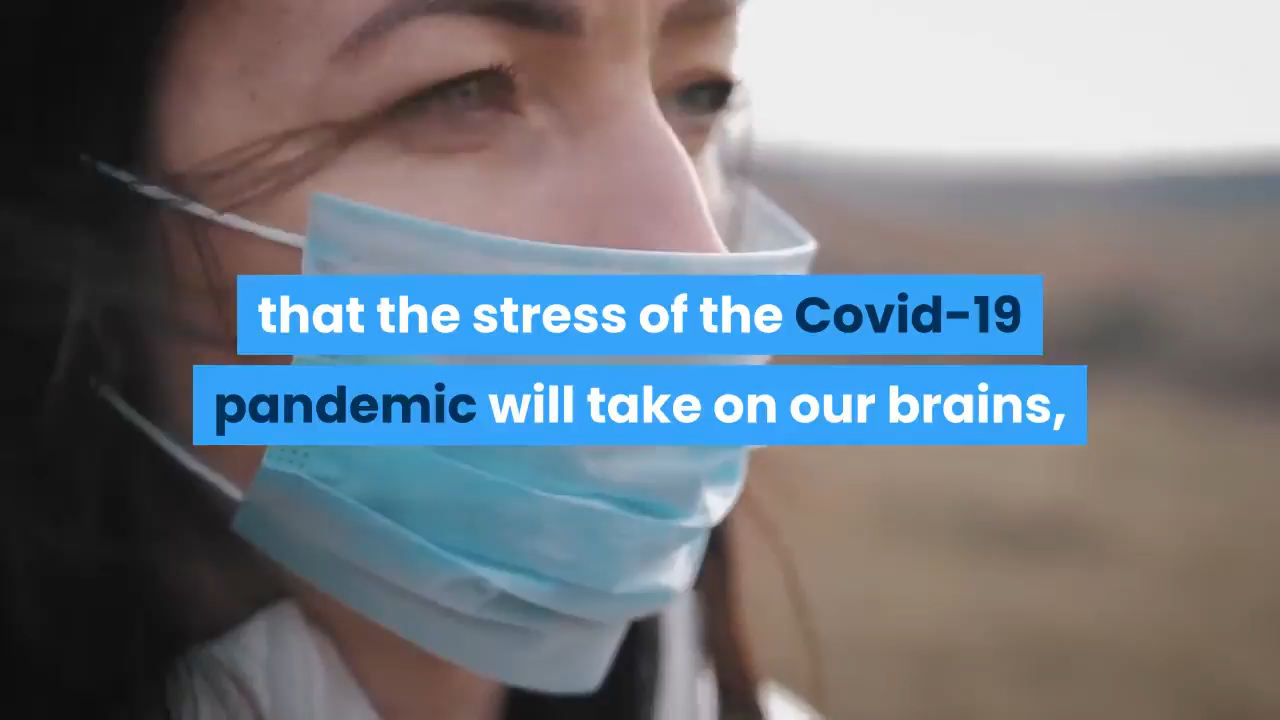 that the stress of the Covid-19
pandemic will take on our brains,